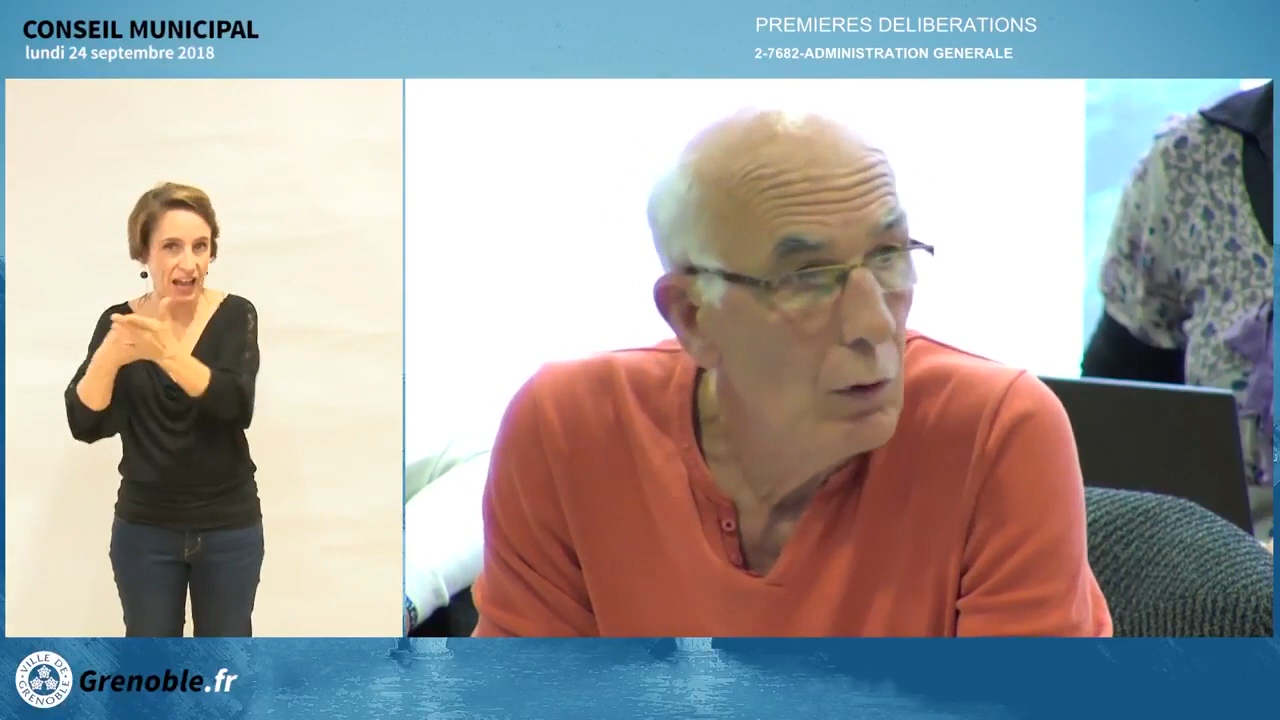 CONSEIL MUNICIPAL
lundi 24 septembre 2018
PREMIERES DELIBERATIONS
2-7682-ADMINISTRATION GENERALE
VILLE DE
GRENOBLE
Grenoble.fr